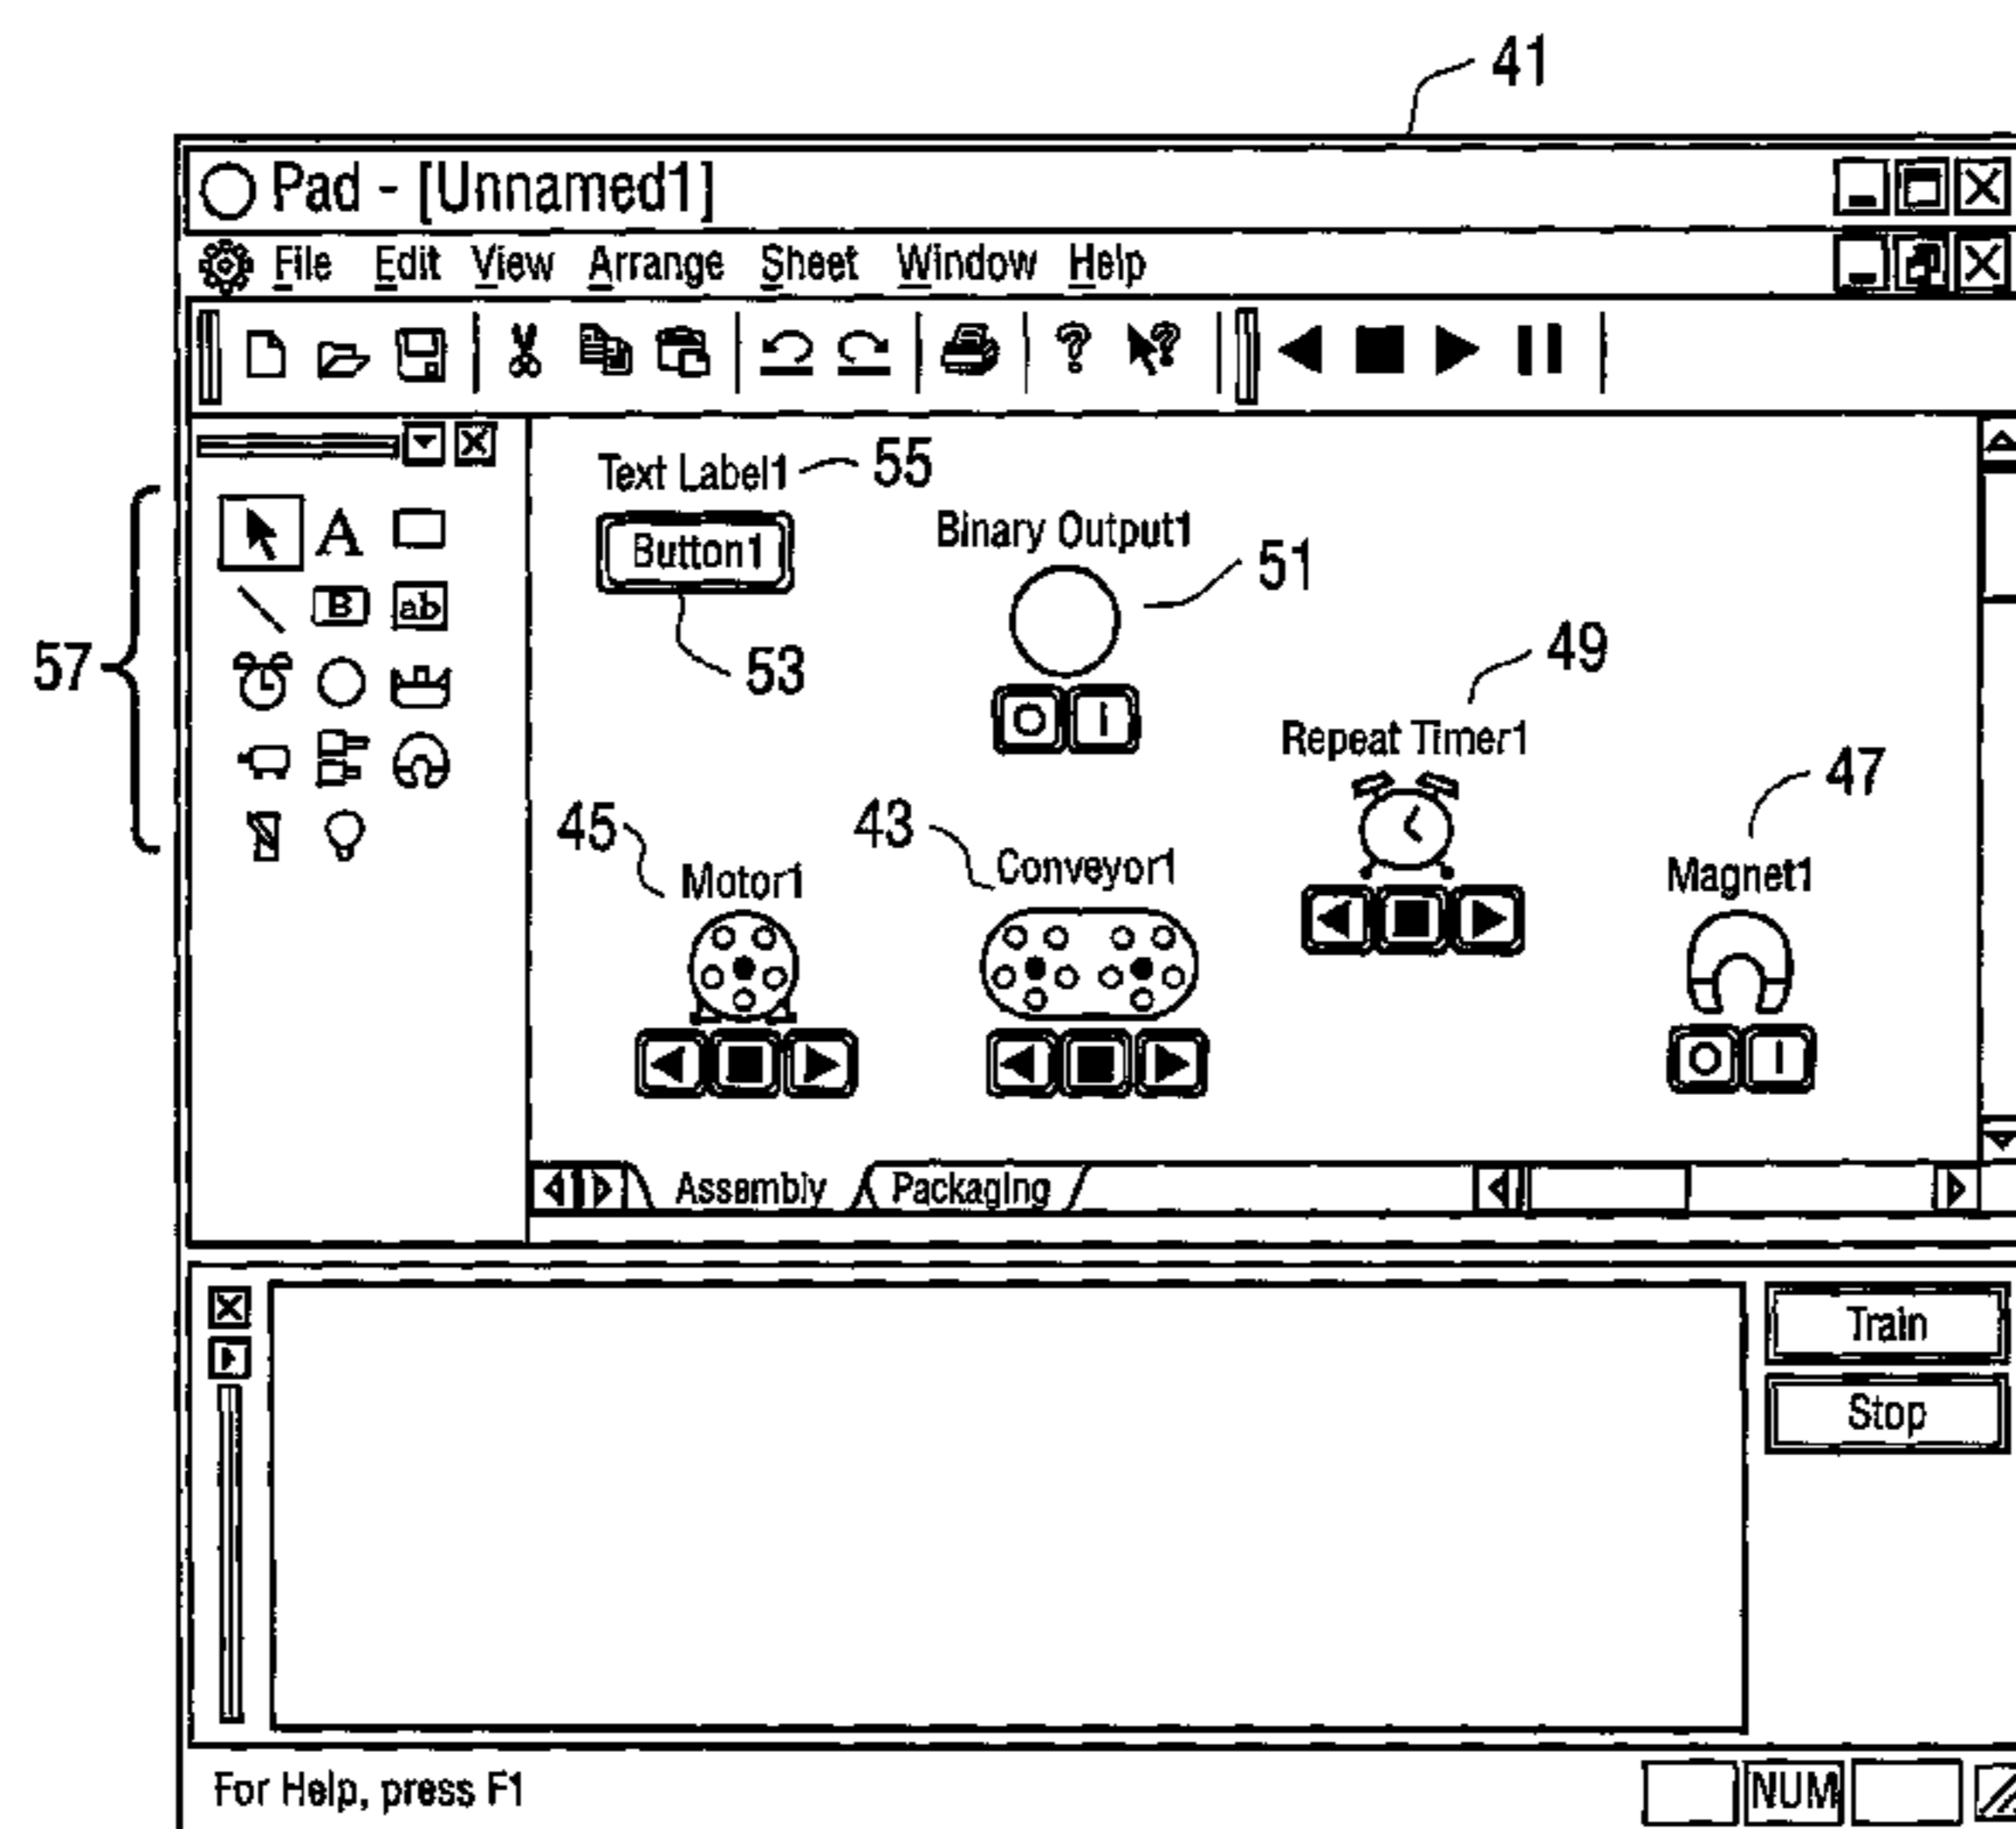 41
Pad - [Unnamed1]
File Edit View Arrange Sheet Window Help
Text Label1 55
Button1
53
Binary Output1
51
A
B ab
57
49
Repeat Timer1
47
45
43
Motor1
Conveyor1
Magnet1
Assembly Packaging
Train
Stop
For Help, press F1
NUM